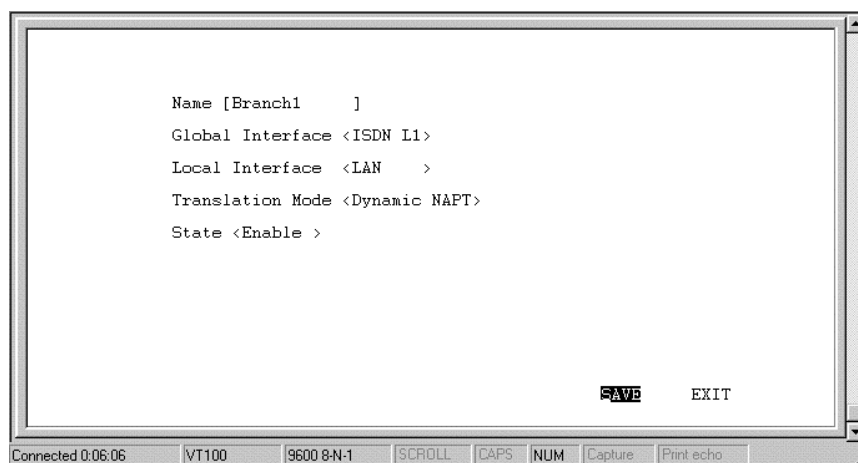 Name [Branch1      ]
Global Interface <ISDN L1>
Local Interface  <LAN    >
Translation Mode <Dynamic NAPT>
State <Enable >
SAVE     EXIT
Connected 0:06:06  VT100  9600 8-N-1  SCROLL  CAPS  NUM  Capture  Print echo